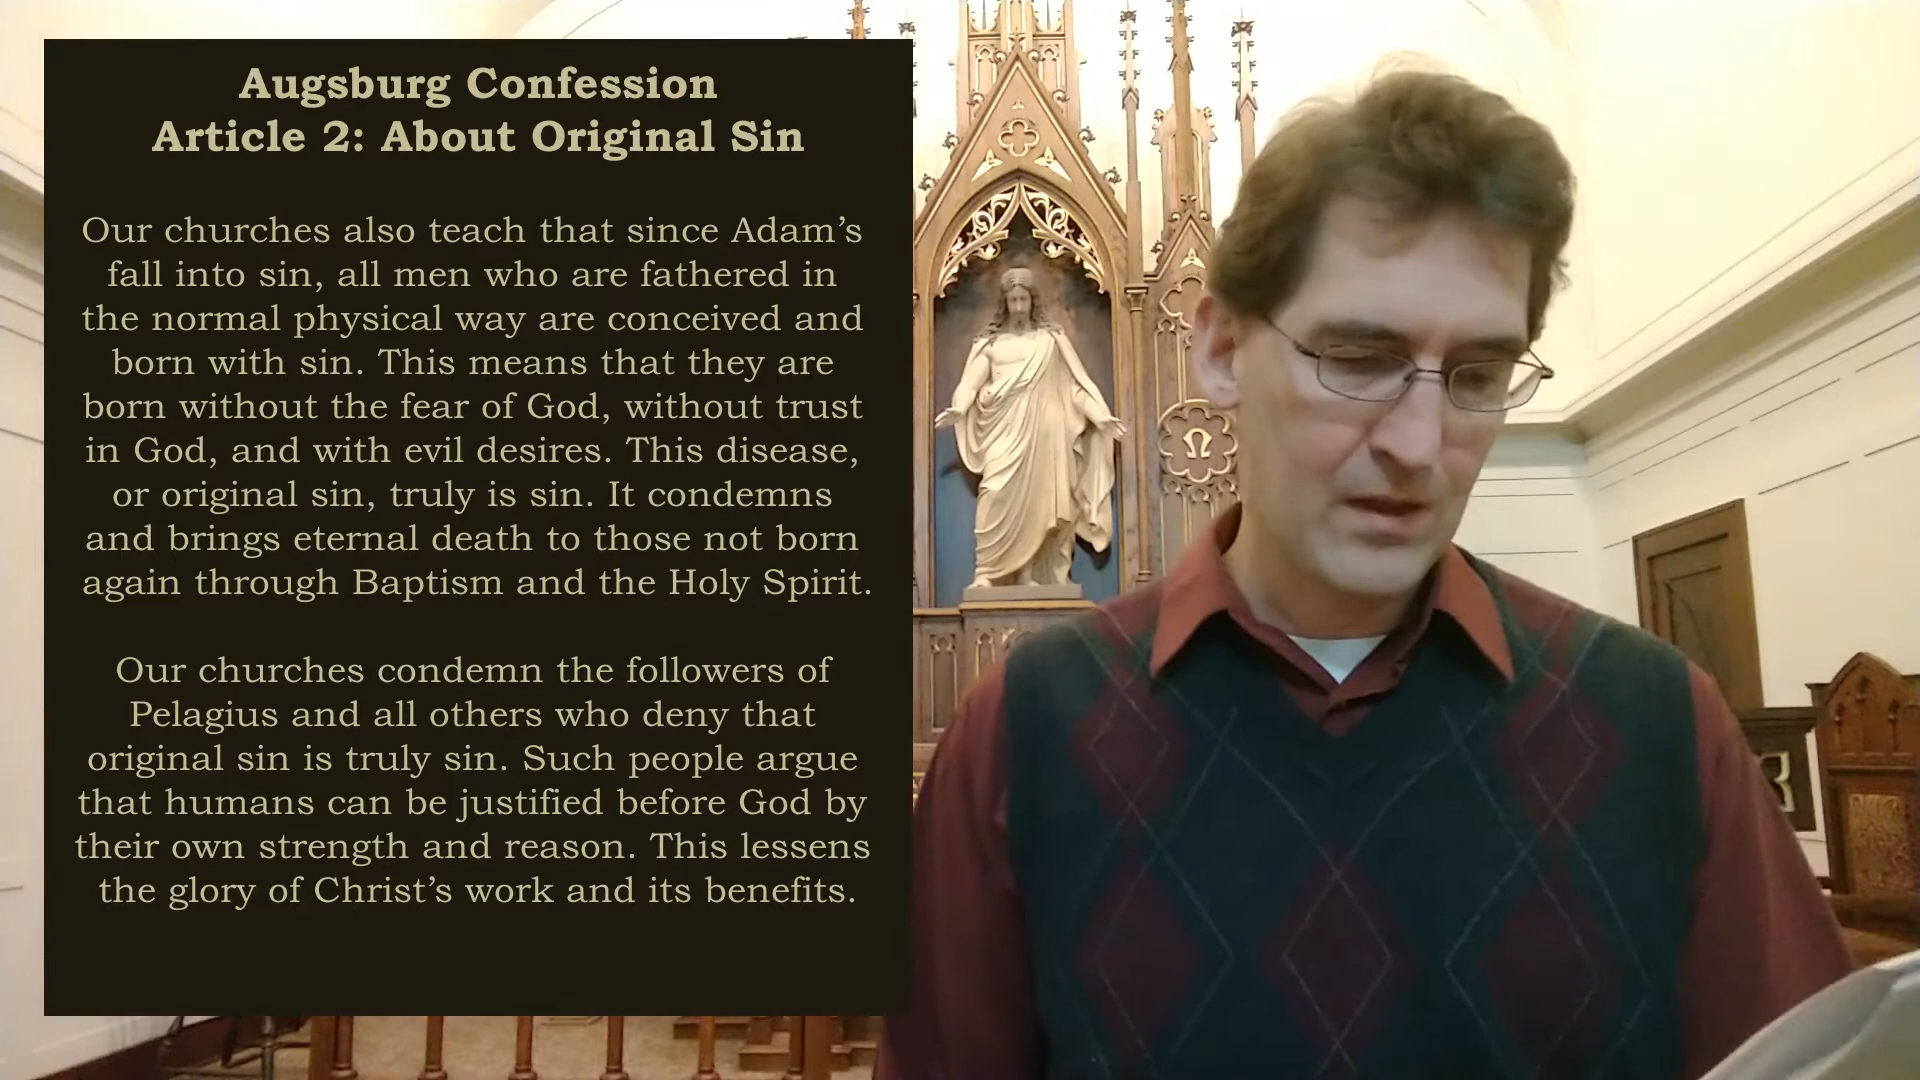 Augsburg Confession
Article 2: About Original Sin
Our churches also teach that since Adam’s
fall into sin, all men who are fathered in
the normal physical way are conceived and
born with sin. This means that they are
born without the fear of God, without trust
in God, and with evil desires. This disease,
or original sin, truly is sin. It condemns
and brings eternal death to those not born
again through Baptism and the Holy Spirit.
Our churches condemn the followers of
Pelagius and all others who deny that
original sin is truly sin. Such people argue
that humans can be justified before God by
their own strength and reason. This lessens
the glory of Christ’s work and its benefits.
Ω